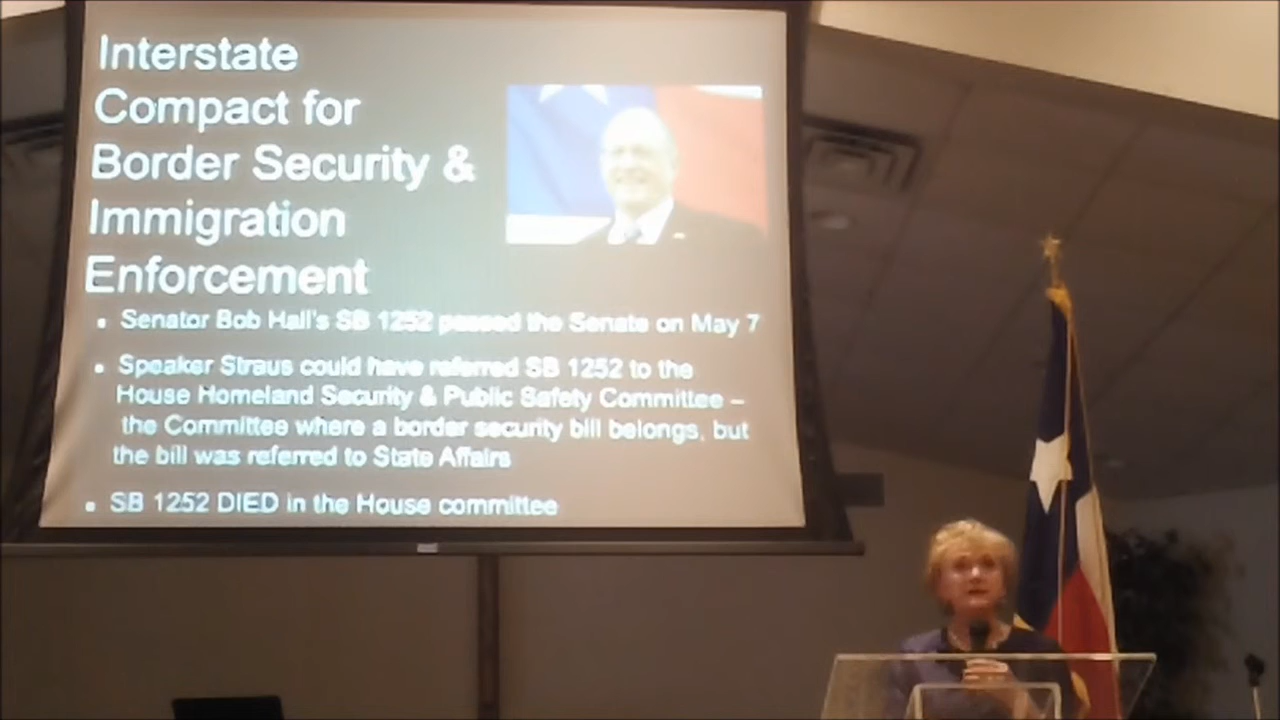 Interstate
Compact for
Border Security &
Immigration
Enforcement
▪ Senator Bob Hall's SB 1252 passed the Senate on May 7
▪ Speaker Straus could have referred SB 1252 to the
House Homeland Security & Public Safety Committee –
the Committee where a border security bill belongs, but
the bill was referred to State Affairs
▪ SB 1252 DIED in the House committee